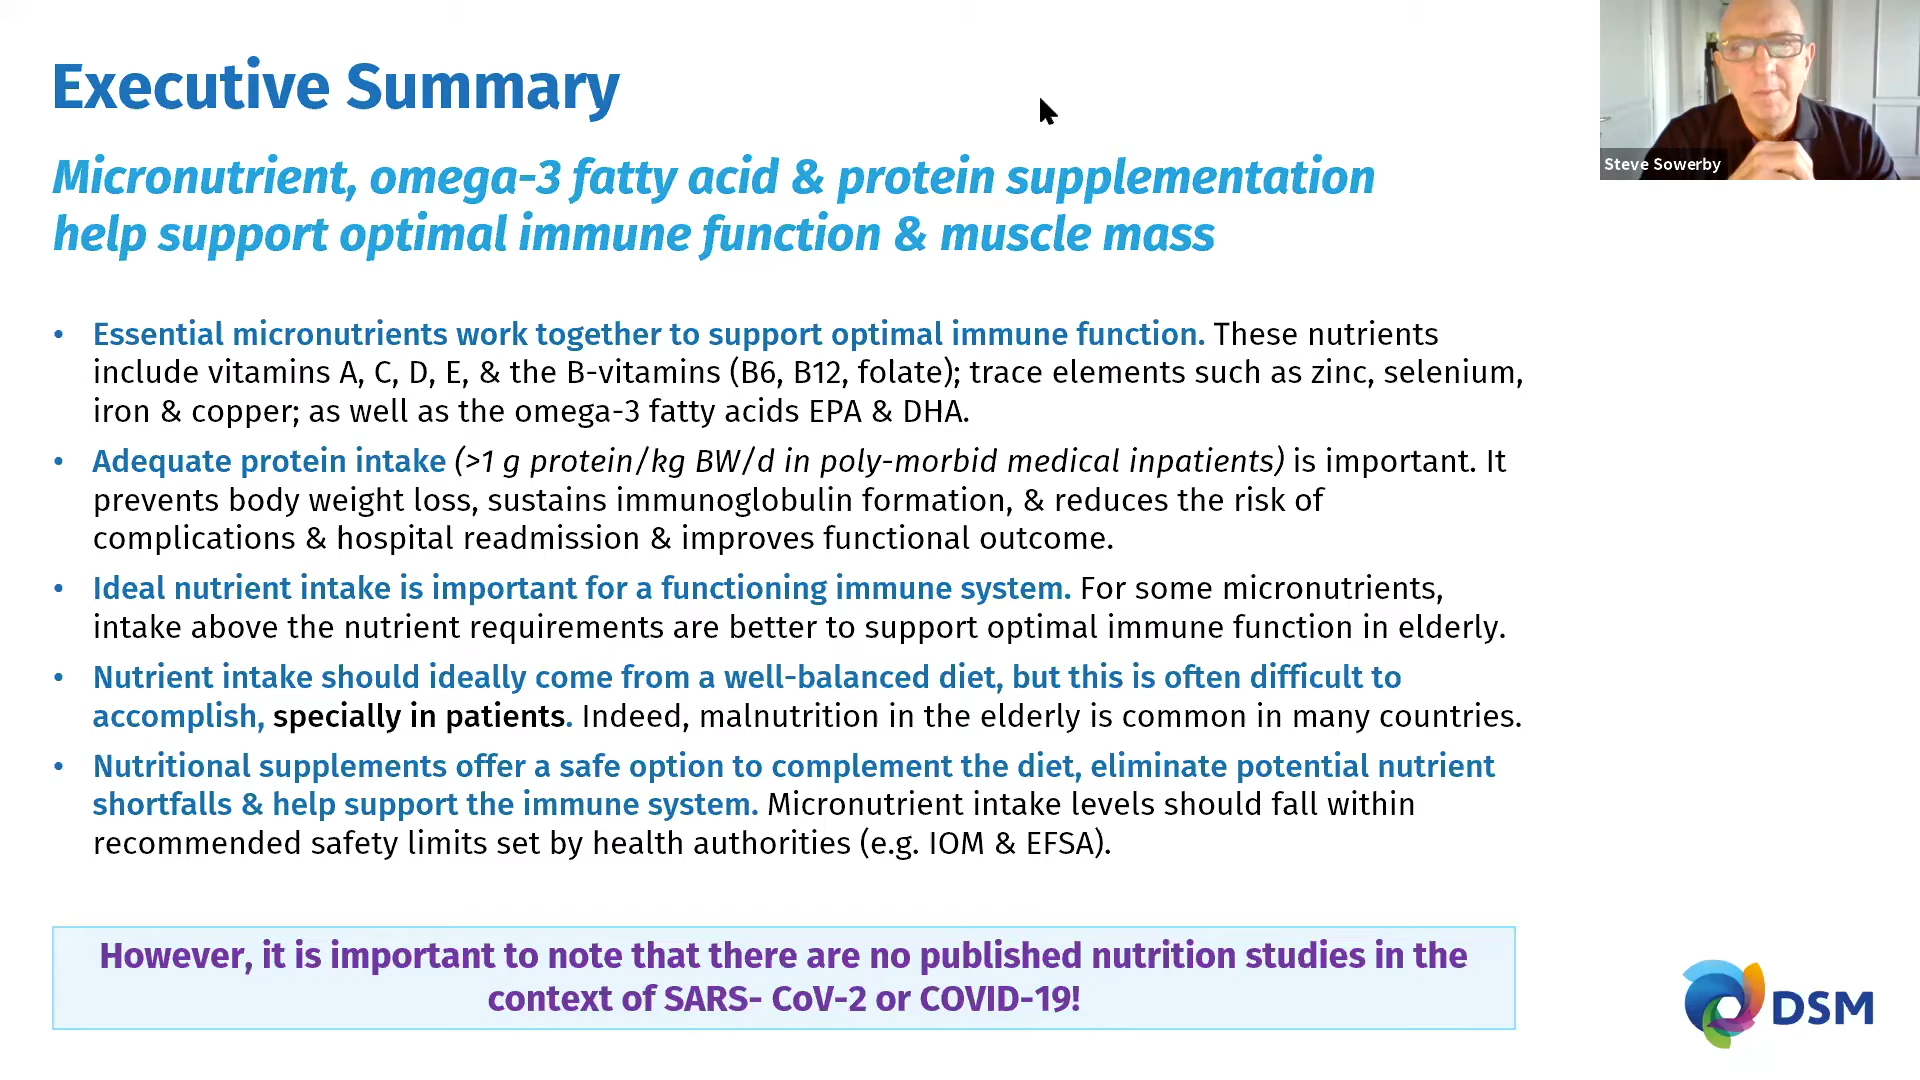 Executive Summary
Steve Sowerby
Micronutrient, omega-3 fatty acid & protein supplementation
help support optimal immune function & muscle mass
• Essential micronutrients work together to support optimal immune function. These nutrients
include vitamins A, C, D, E, & the B-vitamins (B6, B12, folate); trace elements such as zinc, selenium,
iron & copper; as well as the omega-3 fatty acids EPA & DHA.
• Adequate protein intake (>1 g protein/kg BW/d in poly-morbid medical inpatients) is important. It
prevents body weight loss, sustains immunoglobulin formation, & reduces the risk of
complications & hospital readmission & improves functional outcome.
• Ideal nutrient intake is important for a functioning immune system. For some micronutrients,
intake above the nutrient requirements are better to support optimal immune function in elderly.
• Nutrient intake should ideally come from a well-balanced diet, but this is often difficult to
accomplish, specially in patients. Indeed, malnutrition in the elderly is common in many countries.
• Nutritional supplements offer a safe option to complement the diet, eliminate potential nutrient
shortfalls & help support the immune system. Micronutrient intake levels should fall within
recommended safety limits set by health authorities (e.g. IOM & EFSA).
However, it is important to note that there are no published nutrition studies in the
context of SARS- CoV-2 or COVID-19!
DSM